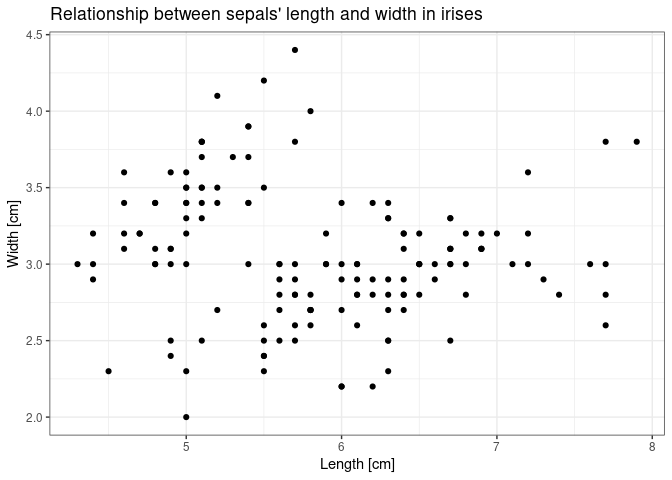 Relationship between sepals' length and width in irises
4.5
4.0
3.5
3.0
2.5
2.0
Width [cm]
5 6 7 8
Length [cm]